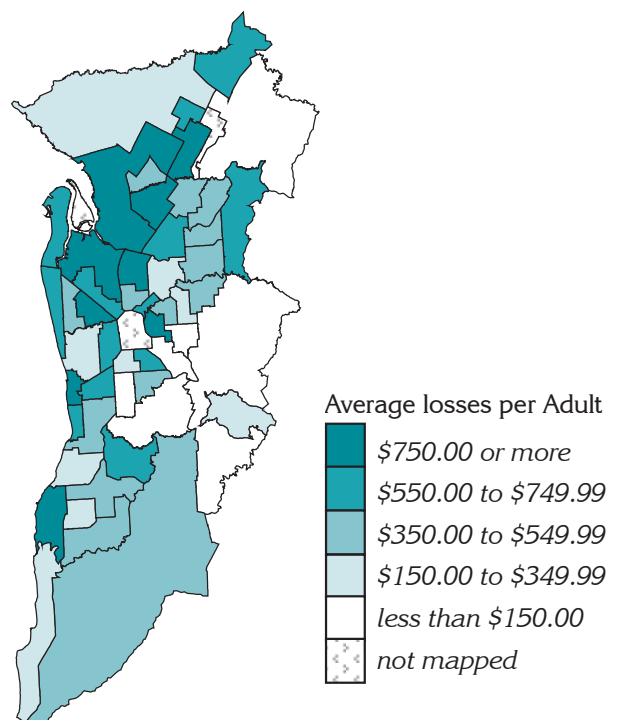 Average losses per Adult
$750.00 or more
$550.00 to $749.99
$350.00 to $549.99
$150.00 to $349.99
less than $150.00
not mapped